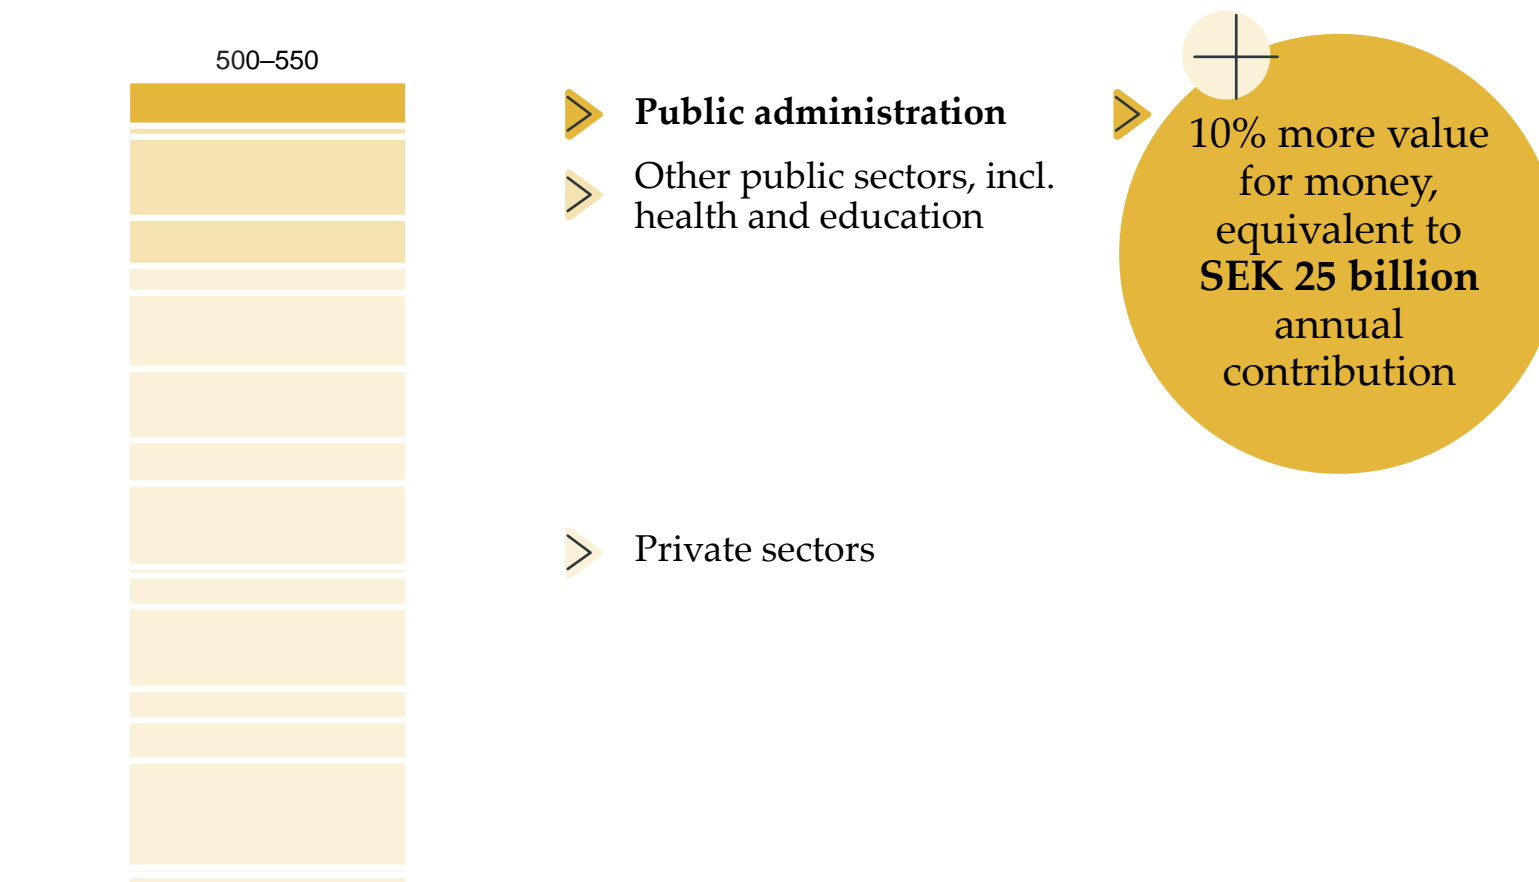 500–550
Public administration
Other public sectors, incl.
health and education
Private sectors
10% more value
for money,
equivalent to
SEK 25 billion
annual
contribution